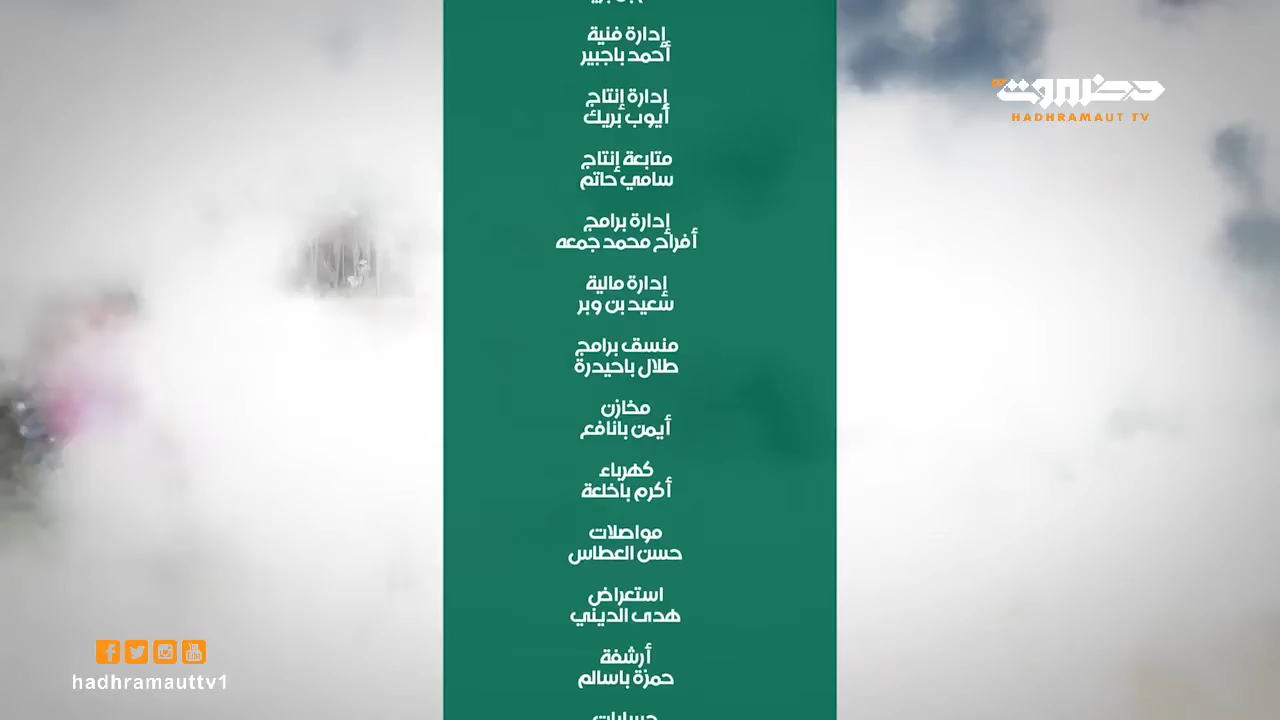 إدارة فنية
أحمد باجبير
إدارة إنتاج
أيوب بريك
متابعة إنتاج
سامي حاتم
إدارة برامج
أفراح محمد جمعه
إدارة مالية
سعيد بن وبر
منسق برامج
طلال باحيدرة
مخازن
أيمن بانافع
كهرباء
أكرم باخلعة
مواصلات
حسن العطاس
استعراض
هدى الديني
أرشفة
حمزة باسالم
حضرموت
HADHRAMAUT TV
hadhramauttv1